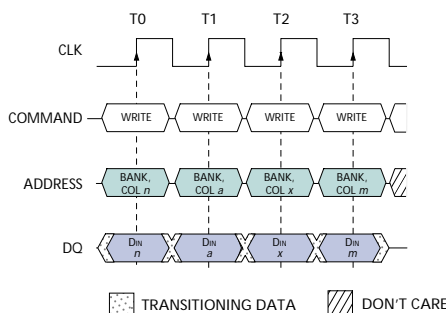 T0 T1 T2 T3
CLK
COMMAND WRITE WRITE WRITE WRITE
ADDRESS BANK, COL n BANK, COL a BANK, COL x BANK, COL m
DQ DIN n DIN a DIN x DIN m
TRANSITIONING DATA DON'T CARE